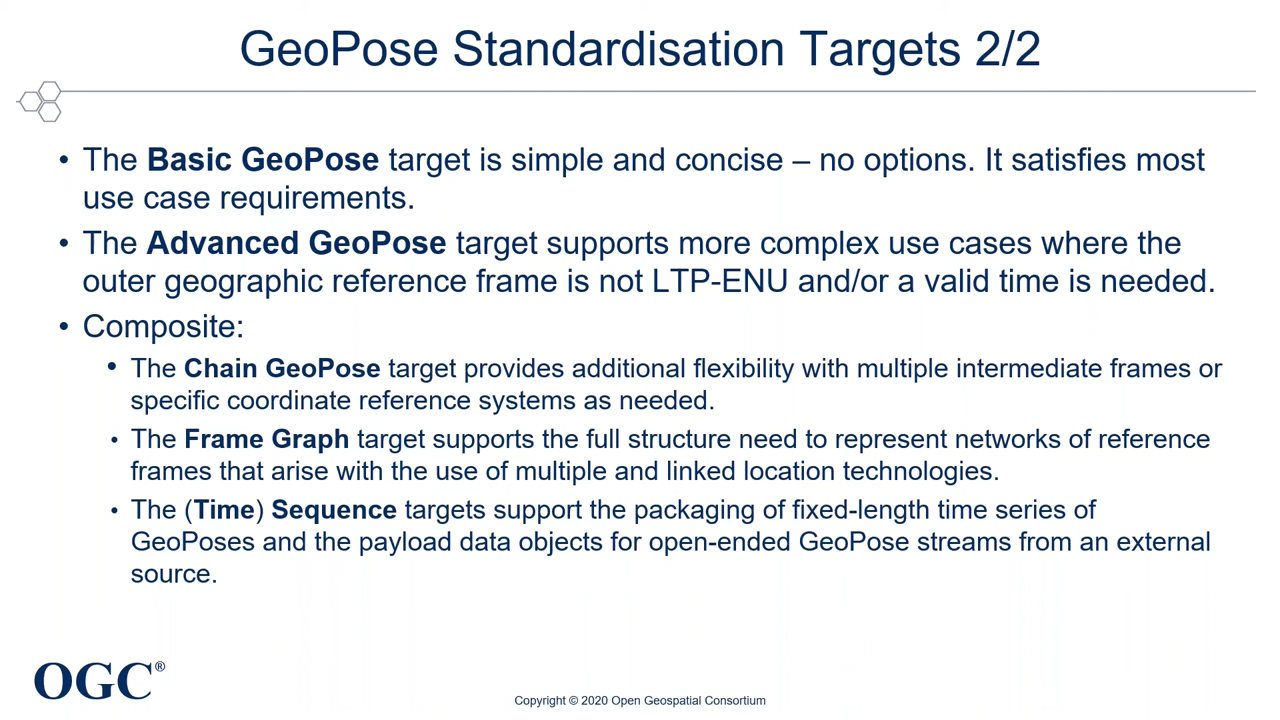 GeoPose Standardisation Targets 2/2
• The Basic GeoPose target is simple and concise – no options. It satisfies most
use case requirements.
• The Advanced GeoPose target supports more complex use cases where the
outer geographic reference frame is not LTP-ENU and/or a valid time is needed.
• Composite:
• The Chain GeoPose target provides additional flexibility with multiple intermediate frames or
specific coordinate reference systems as needed.
• The Frame Graph target supports the full structure need to represent networks of reference
frames that arise with the use of multiple and linked location technologies.
• The (Time) Sequence targets support the packaging of fixed-length time series of
GeoPoses and the payload data objects for open-ended GeoPose streams from an external
source.
OGC®
Copyright © 2020 Open Geospatial Consortium